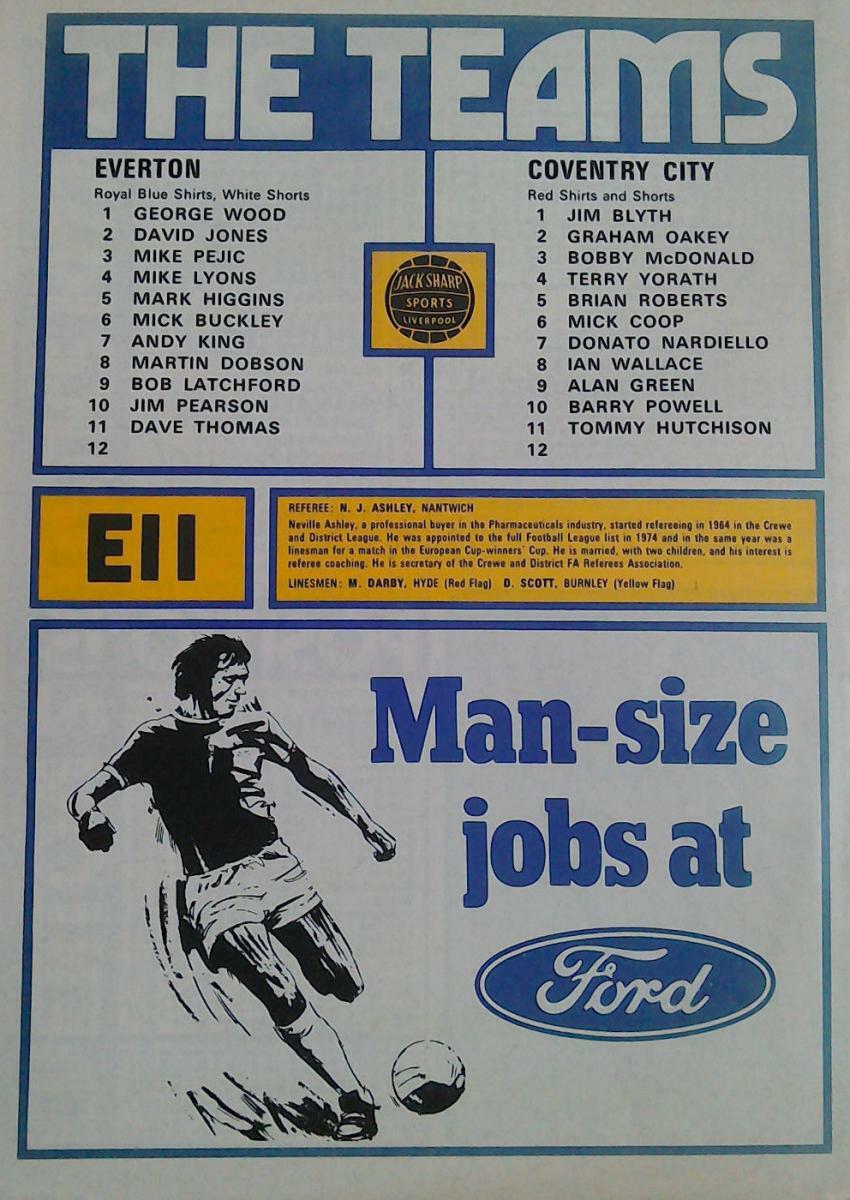 THE TEAMS
EVERTON
Royal Blue Shirts, White Shorts
1 GEORGE WOOD
2 DAVID JONES
3 MIKE PEJIC
4 MIKE LYONS
5 MARK HIGGINS
6 MICK BUCKLEY
7 ANDY KING
8 MARTIN DOBSON
9 BOB LATCHFORD
10 JIM PEARSON
11 DAVE THOMAS
12
JACK SHARP
SPORTS
LIVERPOOL
COVENTRY CITY
Red Shirts and Shorts
1 JIM BLYTH
2 GRAHAM OAKEY
3 BOBBY McDONALD
4 TERRY YORATH
5 BRIAN ROBERTS
6 MICK COOP
7 DONATO NARDIELLO
8 IAN WALLACE
9 ALAN GREEN
10 BARRY POWELL
11 TOMMY HUTCHISON
12
E11
REFEREE: N. J. ASHLEY, NANTWICH
Neville Ashley, a professional buyer in the Pharmaceuticals industry, started refereeing in 1964 in the Crewe
and District League. He was appointed to the full Football League list in 1974 and in the same year was a
linesman for a match in the European Cup-winners' Cup. He is married, with two children, and his interest is
referee coaching. He is secretary of the Crewe and District FA Referees Association.
LINESMEN: M. DARBY, HYDE (Red Flag) D. SCOTT, BURNLEY (Yellow Flag)
Man-size
jobs at
Ford